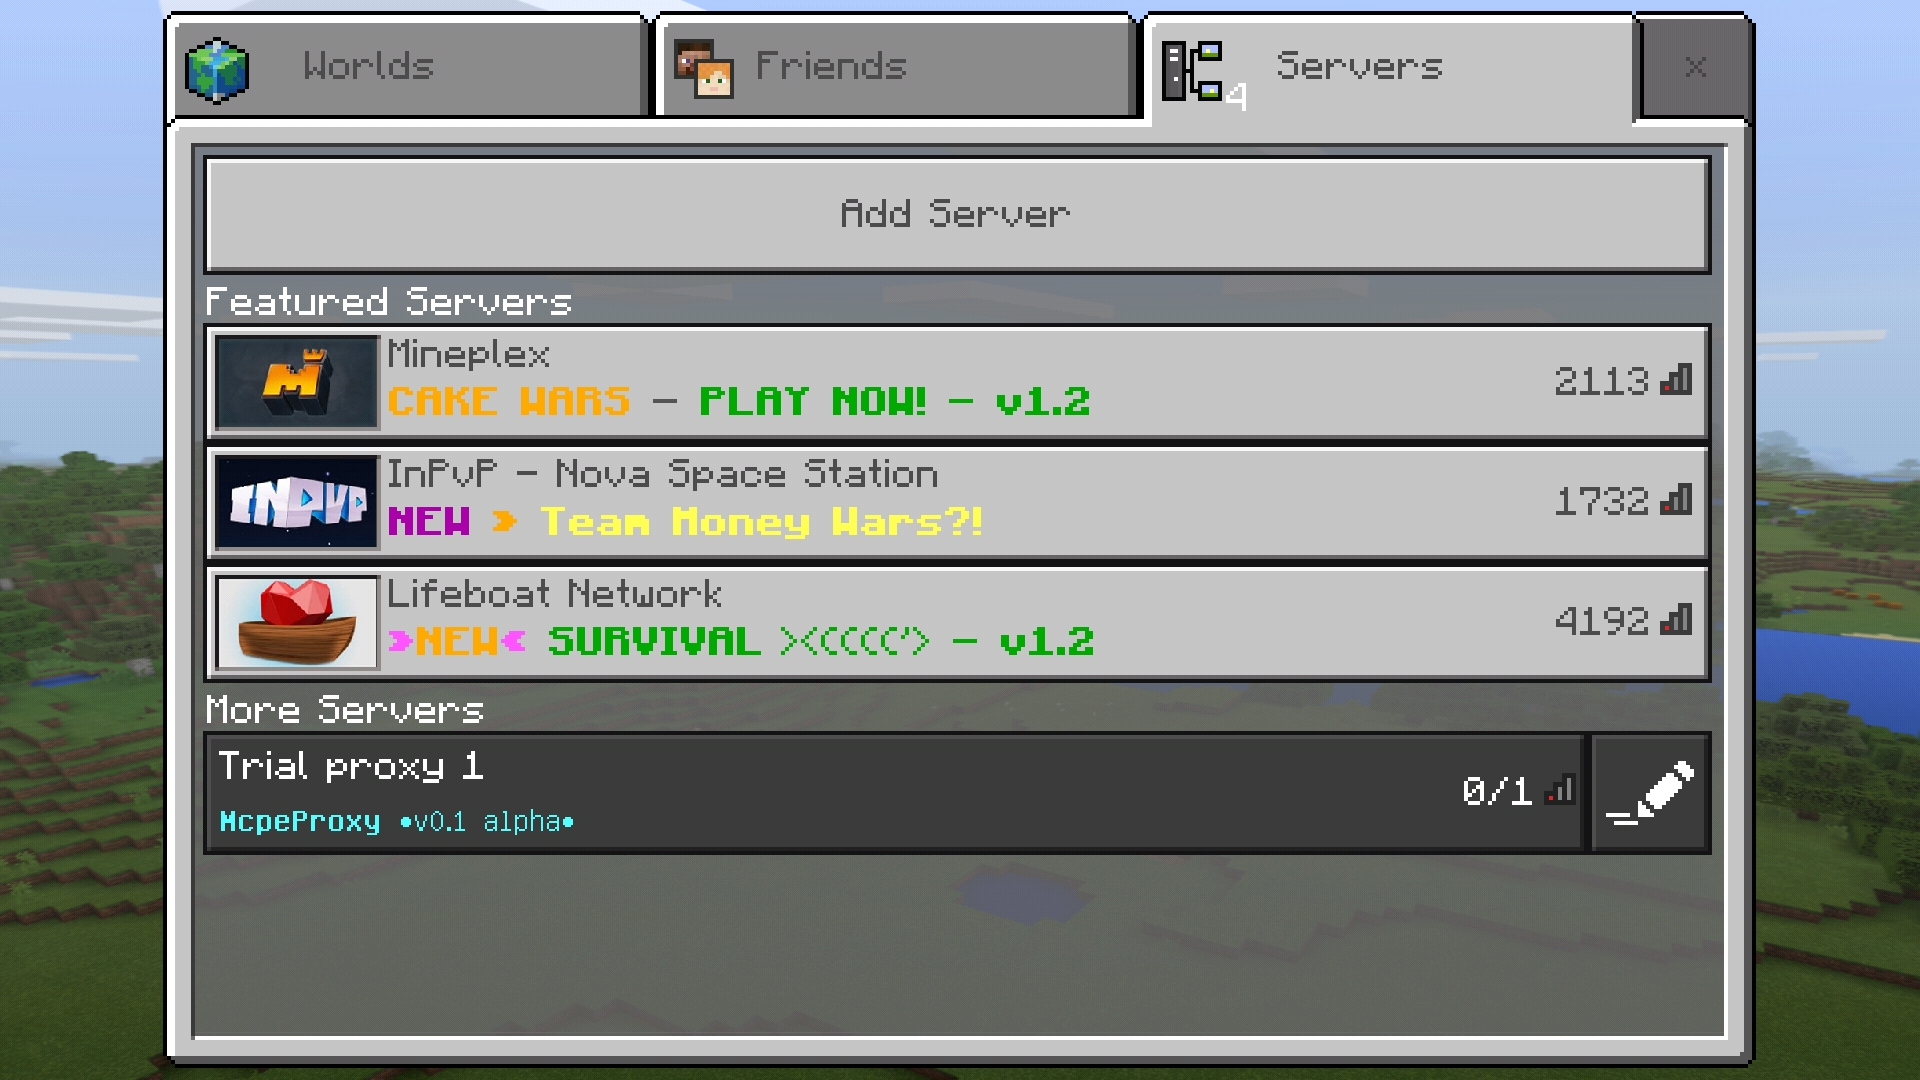 Worlds
Friends
4
Servers
×
Add Server
Featured Servers
M
Mineplex
CAKE WARS - PLAY NOW! - v1.2
2113
INPVP
InPvP - Nova Space Station
NEW > Team Money Wars?!
1732
Lifeboat Network
>NEW< SURVIVAL ><(((('> - v1.2
4192
More Servers
Trial proxy 1
McpeProxy •v0.1 alpha•
0/1